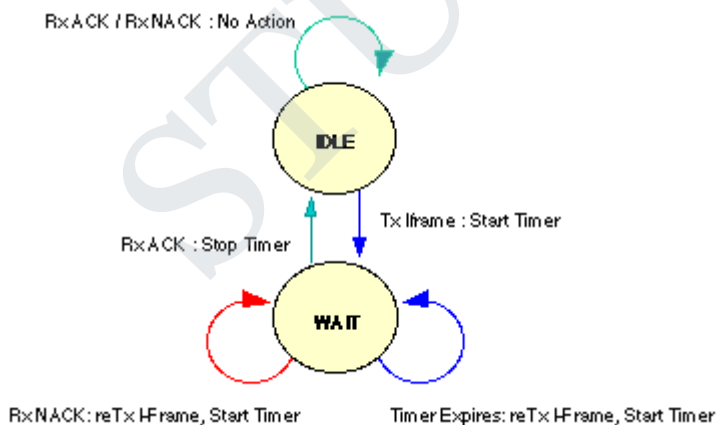 RxACK / RxNACK : No Action
IDLE
Tx Iframe : Start Timer
RxACK : Stop Timer
WAIT
RxNACK: reTx I-Frame, Start Timer
Timer Expires: reTx I-Frame, Start Timer